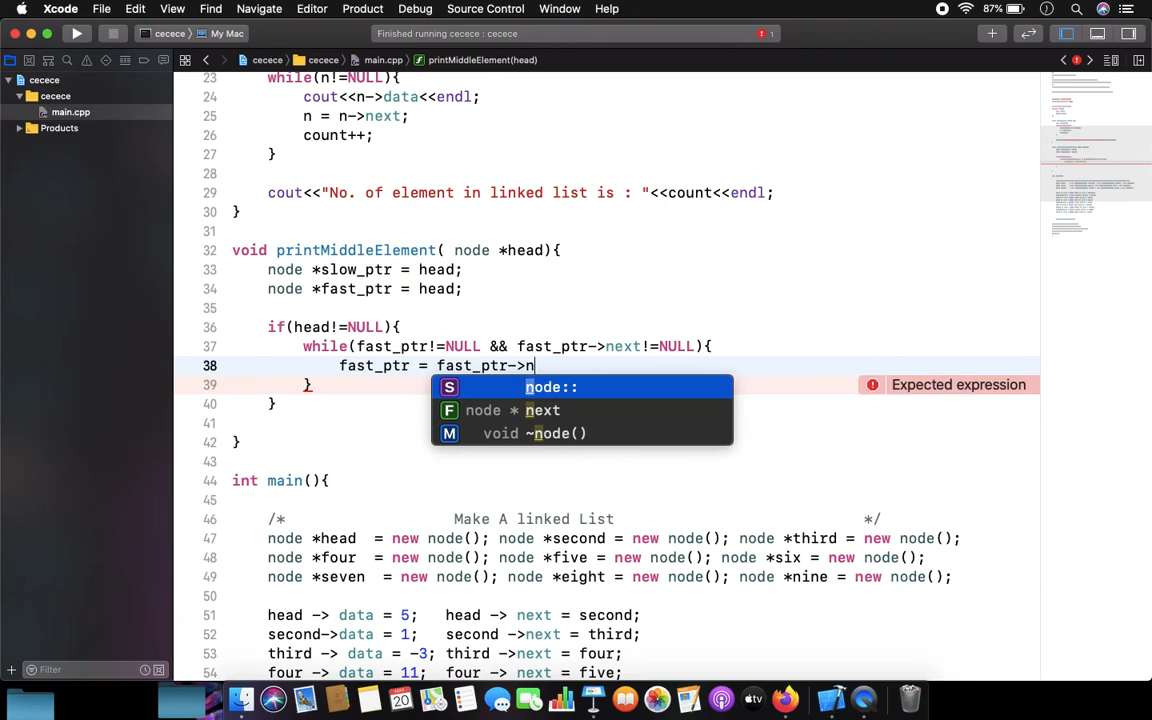 Xcode File Edit View Find Navigate Editor Product Debug Source Control Window Help 87%
cecece My Mac Finished running cecece : cecece 1
cecece cecece main.cpp printMiddleElement(head)
cecece
cecece
main.cpp
Products
23 while(n!=NULL){
24 cout<<n->data<<endl;
25 n = n->next;
26 count++;
27 }
28
29 cout<<"No. of element in linked list is : "<<count<<endl;
30 }
31
32 void printMiddleElement( node *head){
33 node *slow_ptr = head;
34 node *fast_ptr = head;
35
36 if(head!=NULL){
37 while(fast_ptr!=NULL && fast_ptr->next!=NULL){
38 fast_ptr = fast_ptr->n
39 } Expected expression
S node::
F node * next
M void ~node()
40 }
41
42 }
43
44 int main(){
45
46 /* Make A linked List */
47 node *head = new node(); node *second = new node(); node *third = new node();
48 node *four = new node(); node *five = new node(); node *six = new node();
49 node *seven = new node(); node *eight = new node(); node *nine = new node();
50
51 head -> data = 5; head -> next = second;
52 second->data = 1; second ->next = third;
53 third -> data = -3; third ->next = four;
54 four -> data = 11; four -> next = five;
Filter
MAY
20
tv